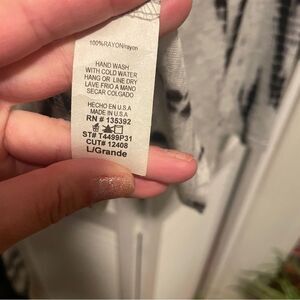 100%RAYON/rayon
HAND WASH
WITH COLD WATER
HANG OR LINE DRY
LAVE FRIO A MANO
SECAR COLGADO
HECHO EN U.S.A
MADE IN U.S.A
RN # 135392
ST# T4499P31
CUT# 12408
L/Grande